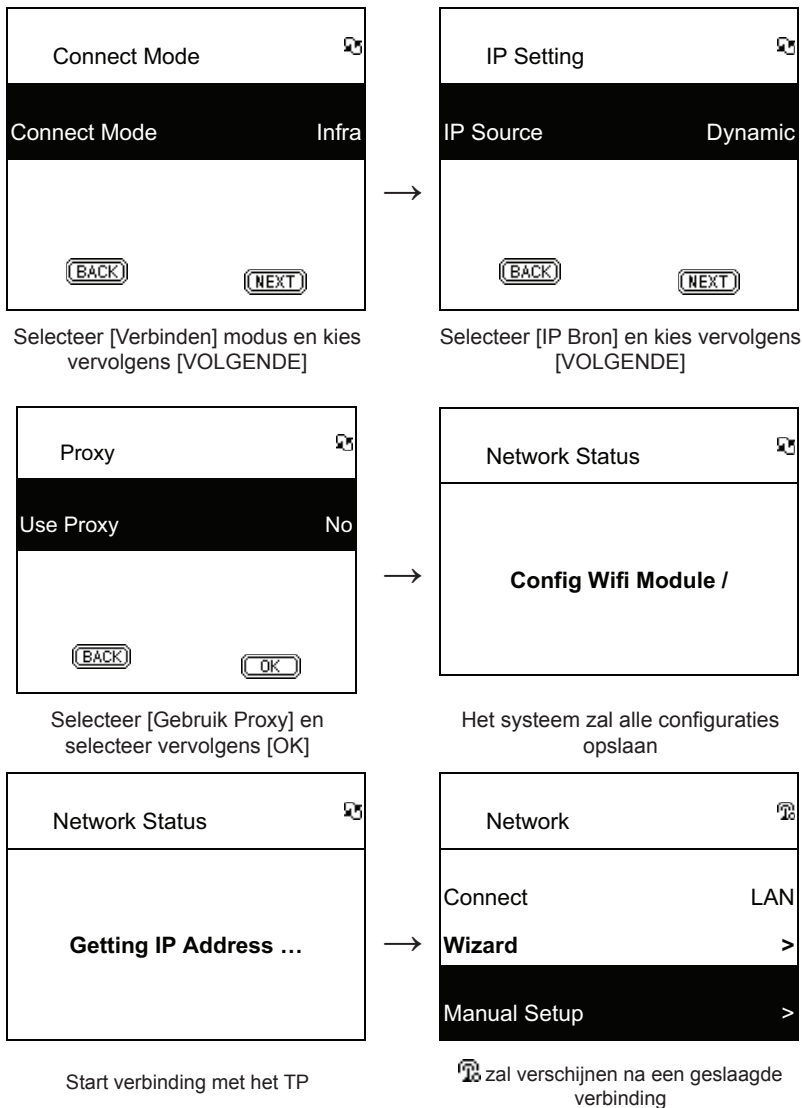 Connect Mode
Connect Mode Infra
BACK NEXT
Selecteer [Verbinden] modus en kies
vervolgens [VOLGENDE]
→
IP Setting
IP Source Dynamic
BACK NEXT
Selecteer [IP Bron] en kies vervolgens
[VOLGENDE]
Proxy
Use Proxy No
BACK OK
Selecteer [Gebruik Proxy] en
selecteer vervolgens [OK]
→
Network Status
Config Wifi Module /
Het systeem zal alle configuraties
opslaan
Network Status
Getting IP Address …
Start verbinding met het TP
→
Network
Connect LAN
Wizard >
Manual Setup >
zal verschijnen na een geslaagde
verbinding